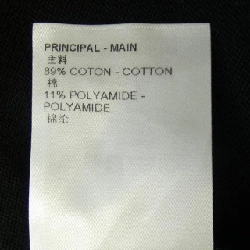 PRINCIPAL - MAIN
主料
89% COTON - COTTON
棉
11% POLYAMIDE -
POLYAMIDE
锦纶